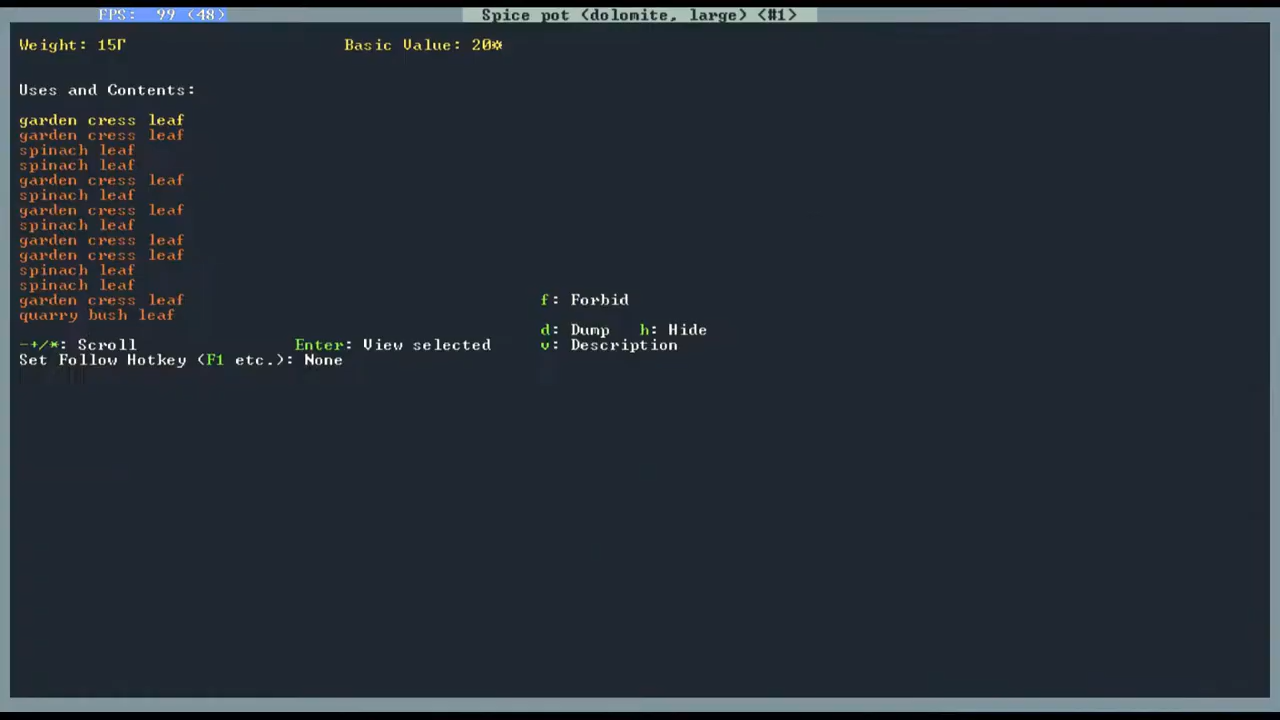 FPS: 99 (48) Spice pot (dolomite, large) (#1)
Weight: 15Γ Basic Value: 20☼
Uses and Contents:
garden cress leaf
garden cress leaf
spinach leaf
spinach leaf
garden cress leaf
spinach leaf
garden cress leaf
spinach leaf
garden cress leaf
garden cress leaf
spinach leaf
spinach leaf
garden cress leaf f: Forbid
quarry bush leaf
d: Dump h: Hide
-+/*: Scroll Enter: View selected v: Description
Set Follow Hotkey (F1 etc.): None